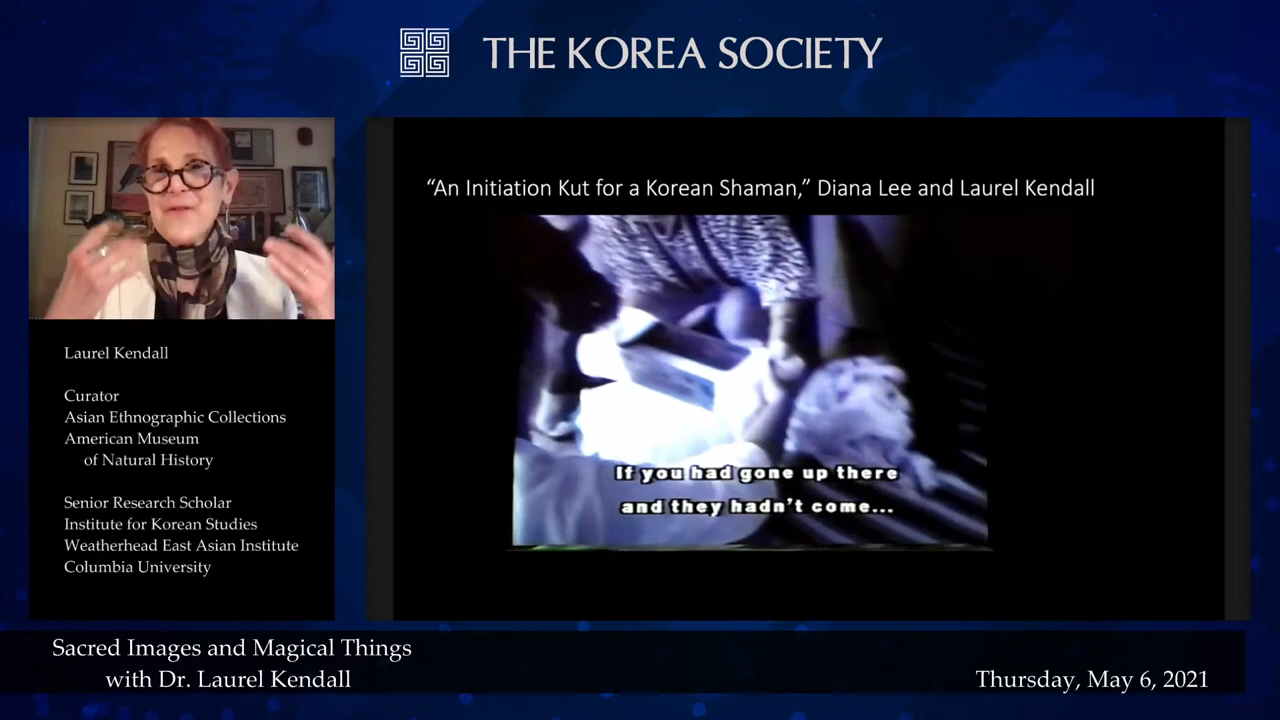 THE KOREA SOCIETY
“An Initiation Kut for a Korean Shaman,” Diana Lee and Laurel Kendall
If you had gone up there
and they hadn't come...
Laurel Kendall
Curator
Asian Ethnographic Collections
American Museum
of Natural History
Senior Research Scholar
Institute for Korean Studies
Weatherhead East Asian Institute
Columbia University
Sacred Images and Magical Things
with Dr. Laurel Kendall
Thursday, May 6, 2021